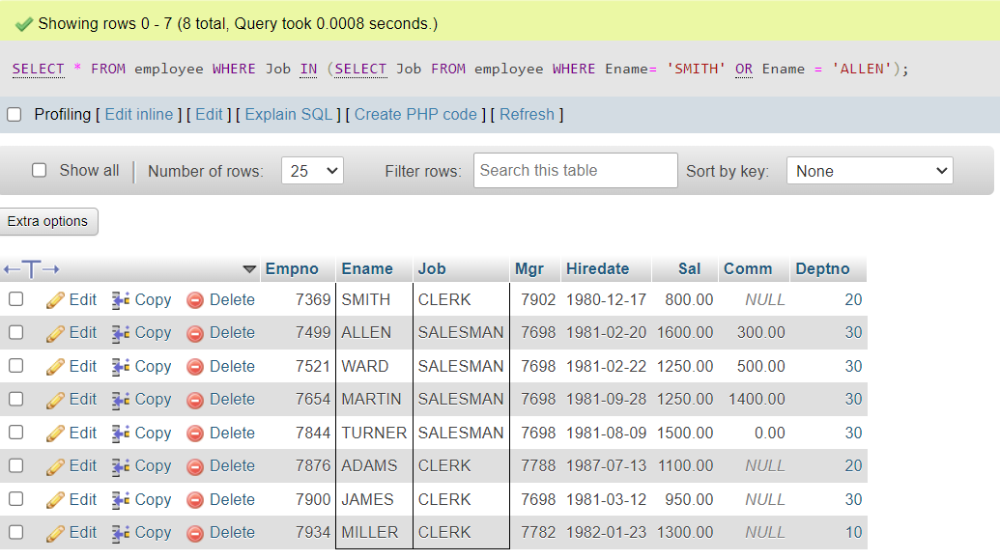 Showing rows 0 - 7 (8 total, Query took 0.0008 seconds.)
SELECT * FROM employee WHERE Job IN (SELECT Job FROM employee WHERE Ename= 'SMITH' OR Ename = 'ALLEN');
Profiling [ Edit inline ] [ Edit ] [ Explain SQL ] [ Create PHP code ] [ Refresh ]
Show all Number of rows: 25 Filter rows: Search this table Sort by key: None
Extra options
←T→ Empno Ename Job Mgr Hiredate Sal Comm Deptno
Edit Copy Delete 7369 SMITH CLERK 7902 1980-12-17 800.00 NULL 20
Edit Copy Delete 7499 ALLEN SALESMAN 7698 1981-02-20 1600.00 300.00 30
Edit Copy Delete 7521 WARD SALESMAN 7698 1981-02-22 1250.00 500.00 30
Edit Copy Delete 7654 MARTIN SALESMAN 7698 1981-09-28 1250.00 1400.00 30
Edit Copy Delete 7844 TURNER SALESMAN 7698 1981-08-09 1500.00 0.00 30
Edit Copy Delete 7876 ADAMS CLERK 7788 1987-07-13 1100.00 NULL 20
Edit Copy Delete 7900 JAMES CLERK 7698 1981-03-12 950.00 NULL 30
Edit Copy Delete 7934 MILLER CLERK 7782 1982-01-23 1300.00 NULL 10